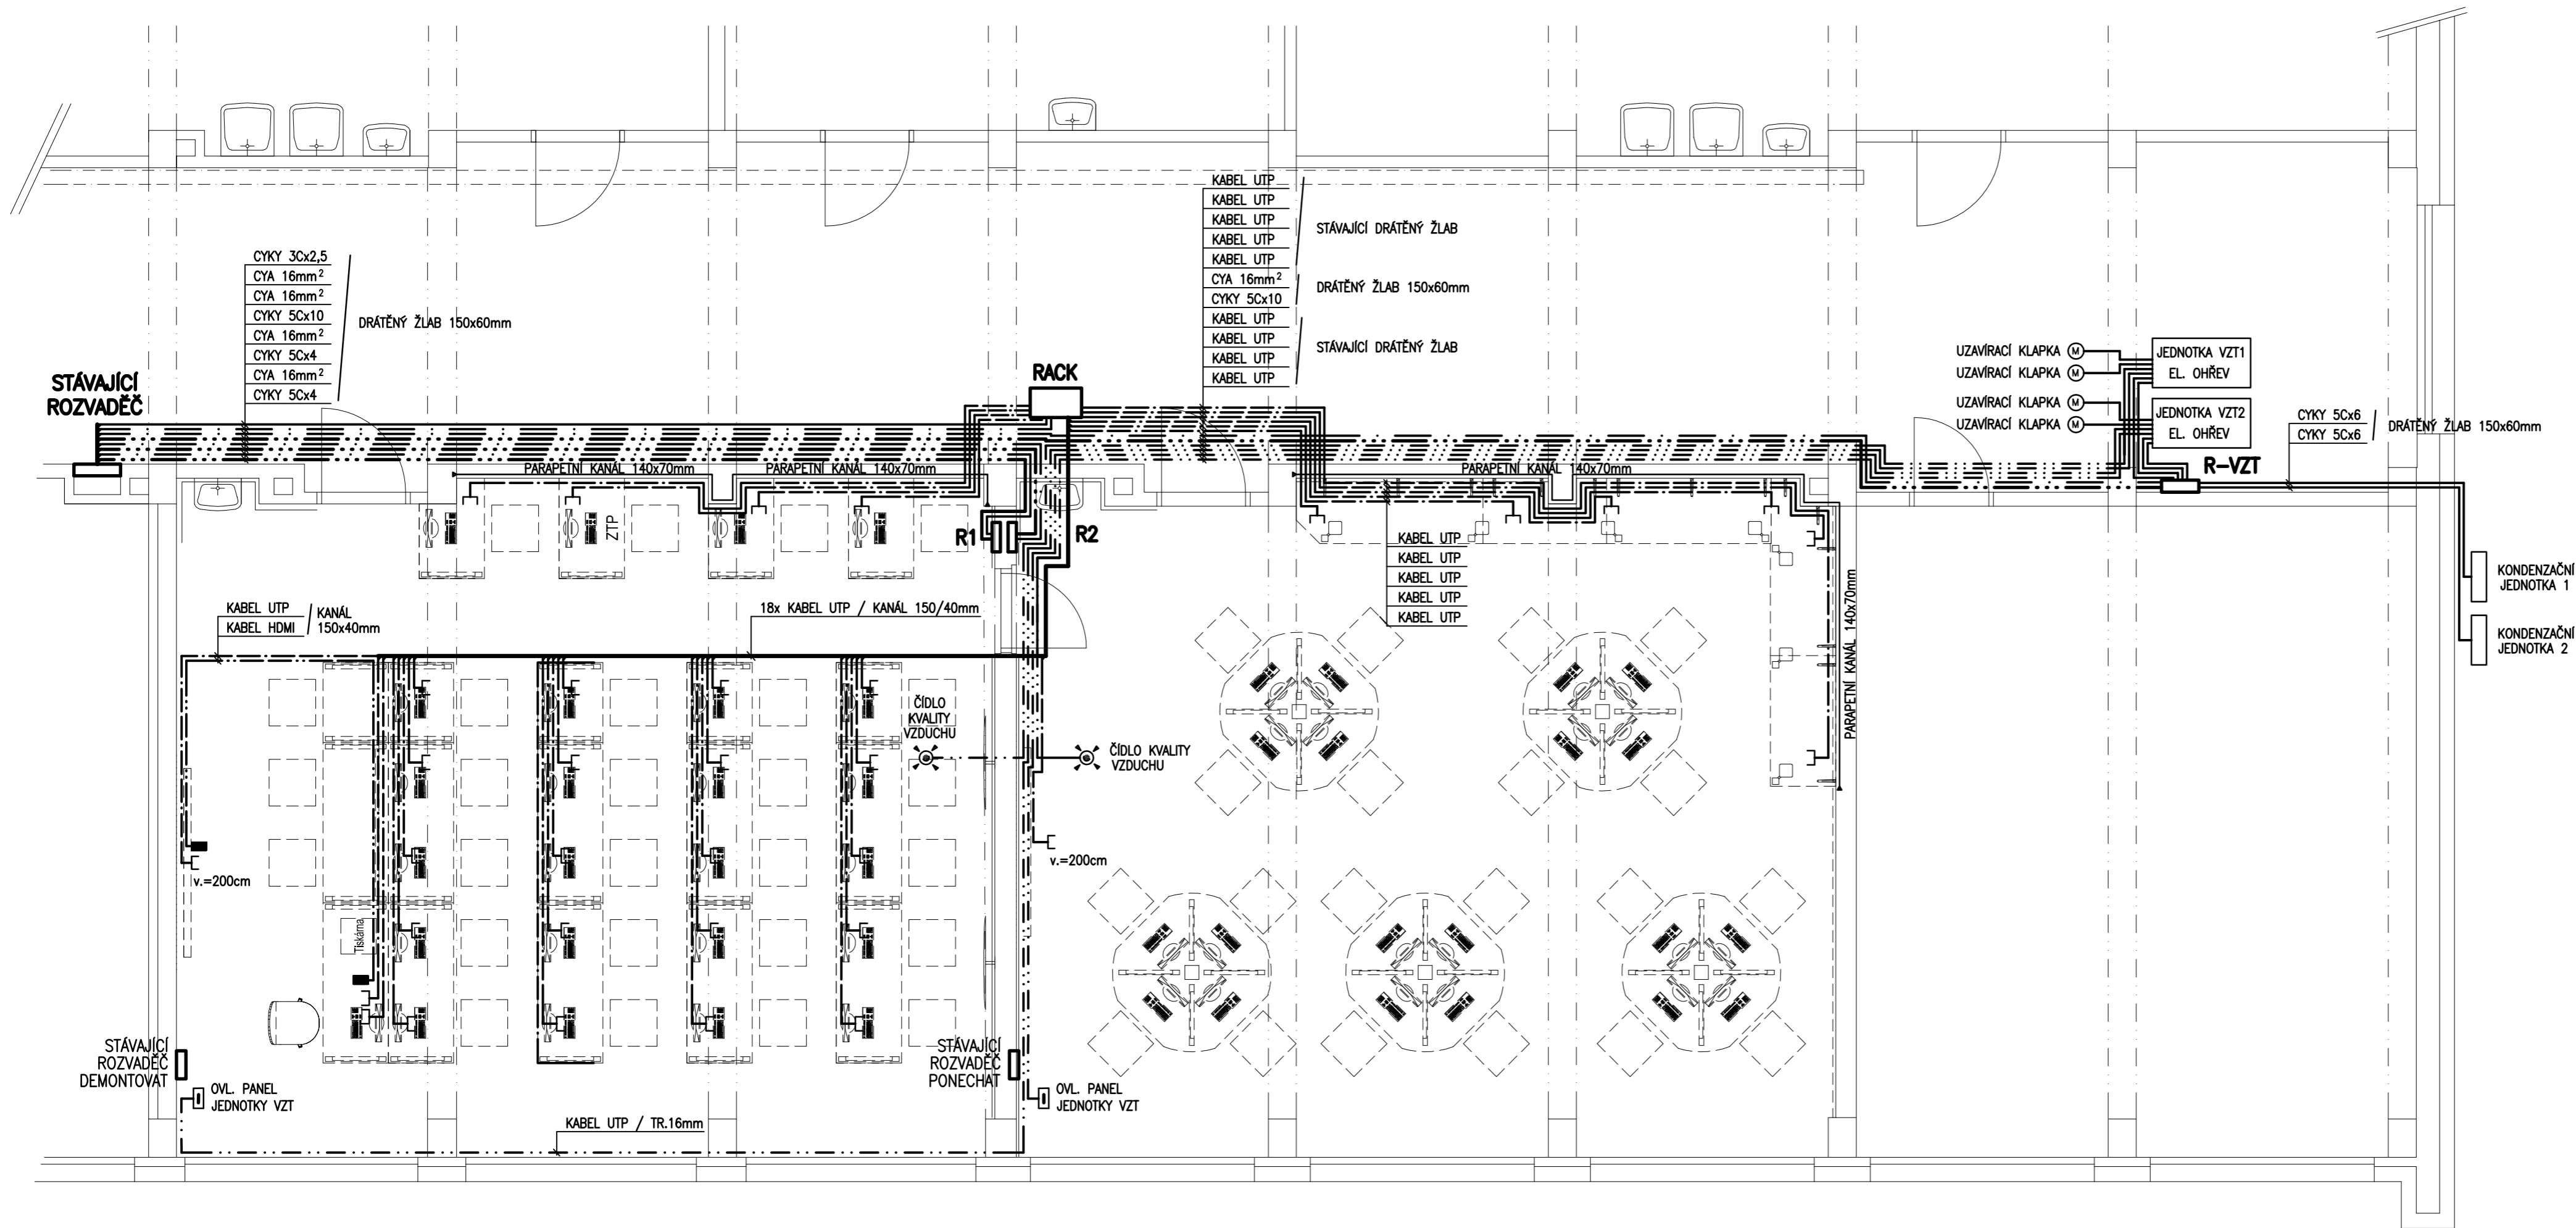 KABEL UTP
KABEL UTP
KABEL UTP
KABEL UTP
KABEL UTP
STÁVAJÍCÍ DRÁTĚNÝ ŽLAB
CYA 16mm²
CYKY 5Cx10
DRÁTĚNÝ ŽLAB 150x60mm
KABEL UTP
KABEL UTP
KABEL UTP
KABEL UTP
STÁVAJÍCÍ DRÁTĚNÝ ŽLAB
CYKY 3Cx2,5
CYA 16mm²
CYA 16mm²
CYKY 5Cx10
CYA 16mm²
CYKY 5Cx4
CYA 16mm²
CYKY 5Cx4
DRÁTĚNÝ ŽLAB 150x60mm
STÁVAJÍCÍ
ROZVADĚČ
RACK
UZAVÍRACÍ KLAPKA M
UZAVÍRACÍ KLAPKA M
UZAVÍRACÍ KLAPKA M
UZAVÍRACÍ KLAPKA M
JEDNOTKA VZT1
EL. OHŘEV
JEDNOTKA VZT2
EL. OHŘEV
CYKY 5Cx6
CYKY 5Cx6
DRÁTĚNÝ ŽLAB 150x60mm
R-VZT
PARAPETNÍ KANÁL 140x70mm
PARAPETNÍ KANÁL 140x70mm
PARAPETNÍ KANÁL 140x70mm
ZTP
R1
R2
KABEL UTP
KABEL UTP
KABEL UTP
KABEL UTP
KABEL UTP
PARAPETNÍ KANÁL 140x70mm
KONDENZAČNÍ
JEDNOTKA 1
KONDENZAČNÍ
JEDNOTKA 2
KABEL UTP
KABEL HDMI
KANÁL
150x40mm
18x KABEL UTP / KANÁL 150/40mm
ČÍDLO
KVALITY
VZDUCHU
ČÍDLO KVALITY
VZDUCHU
v.=200cm
v.=200cm
Tiskárna
STÁVAJÍCÍ
ROZVADĚČ
DEMONTOVAT
OVL. PANEL
JEDNOTKY VZT
STÁVAJÍCÍ
ROZVADĚČ
PONECHAT
OVL. PANEL
JEDNOTKY VZT
KABEL UTP / TR.16mm